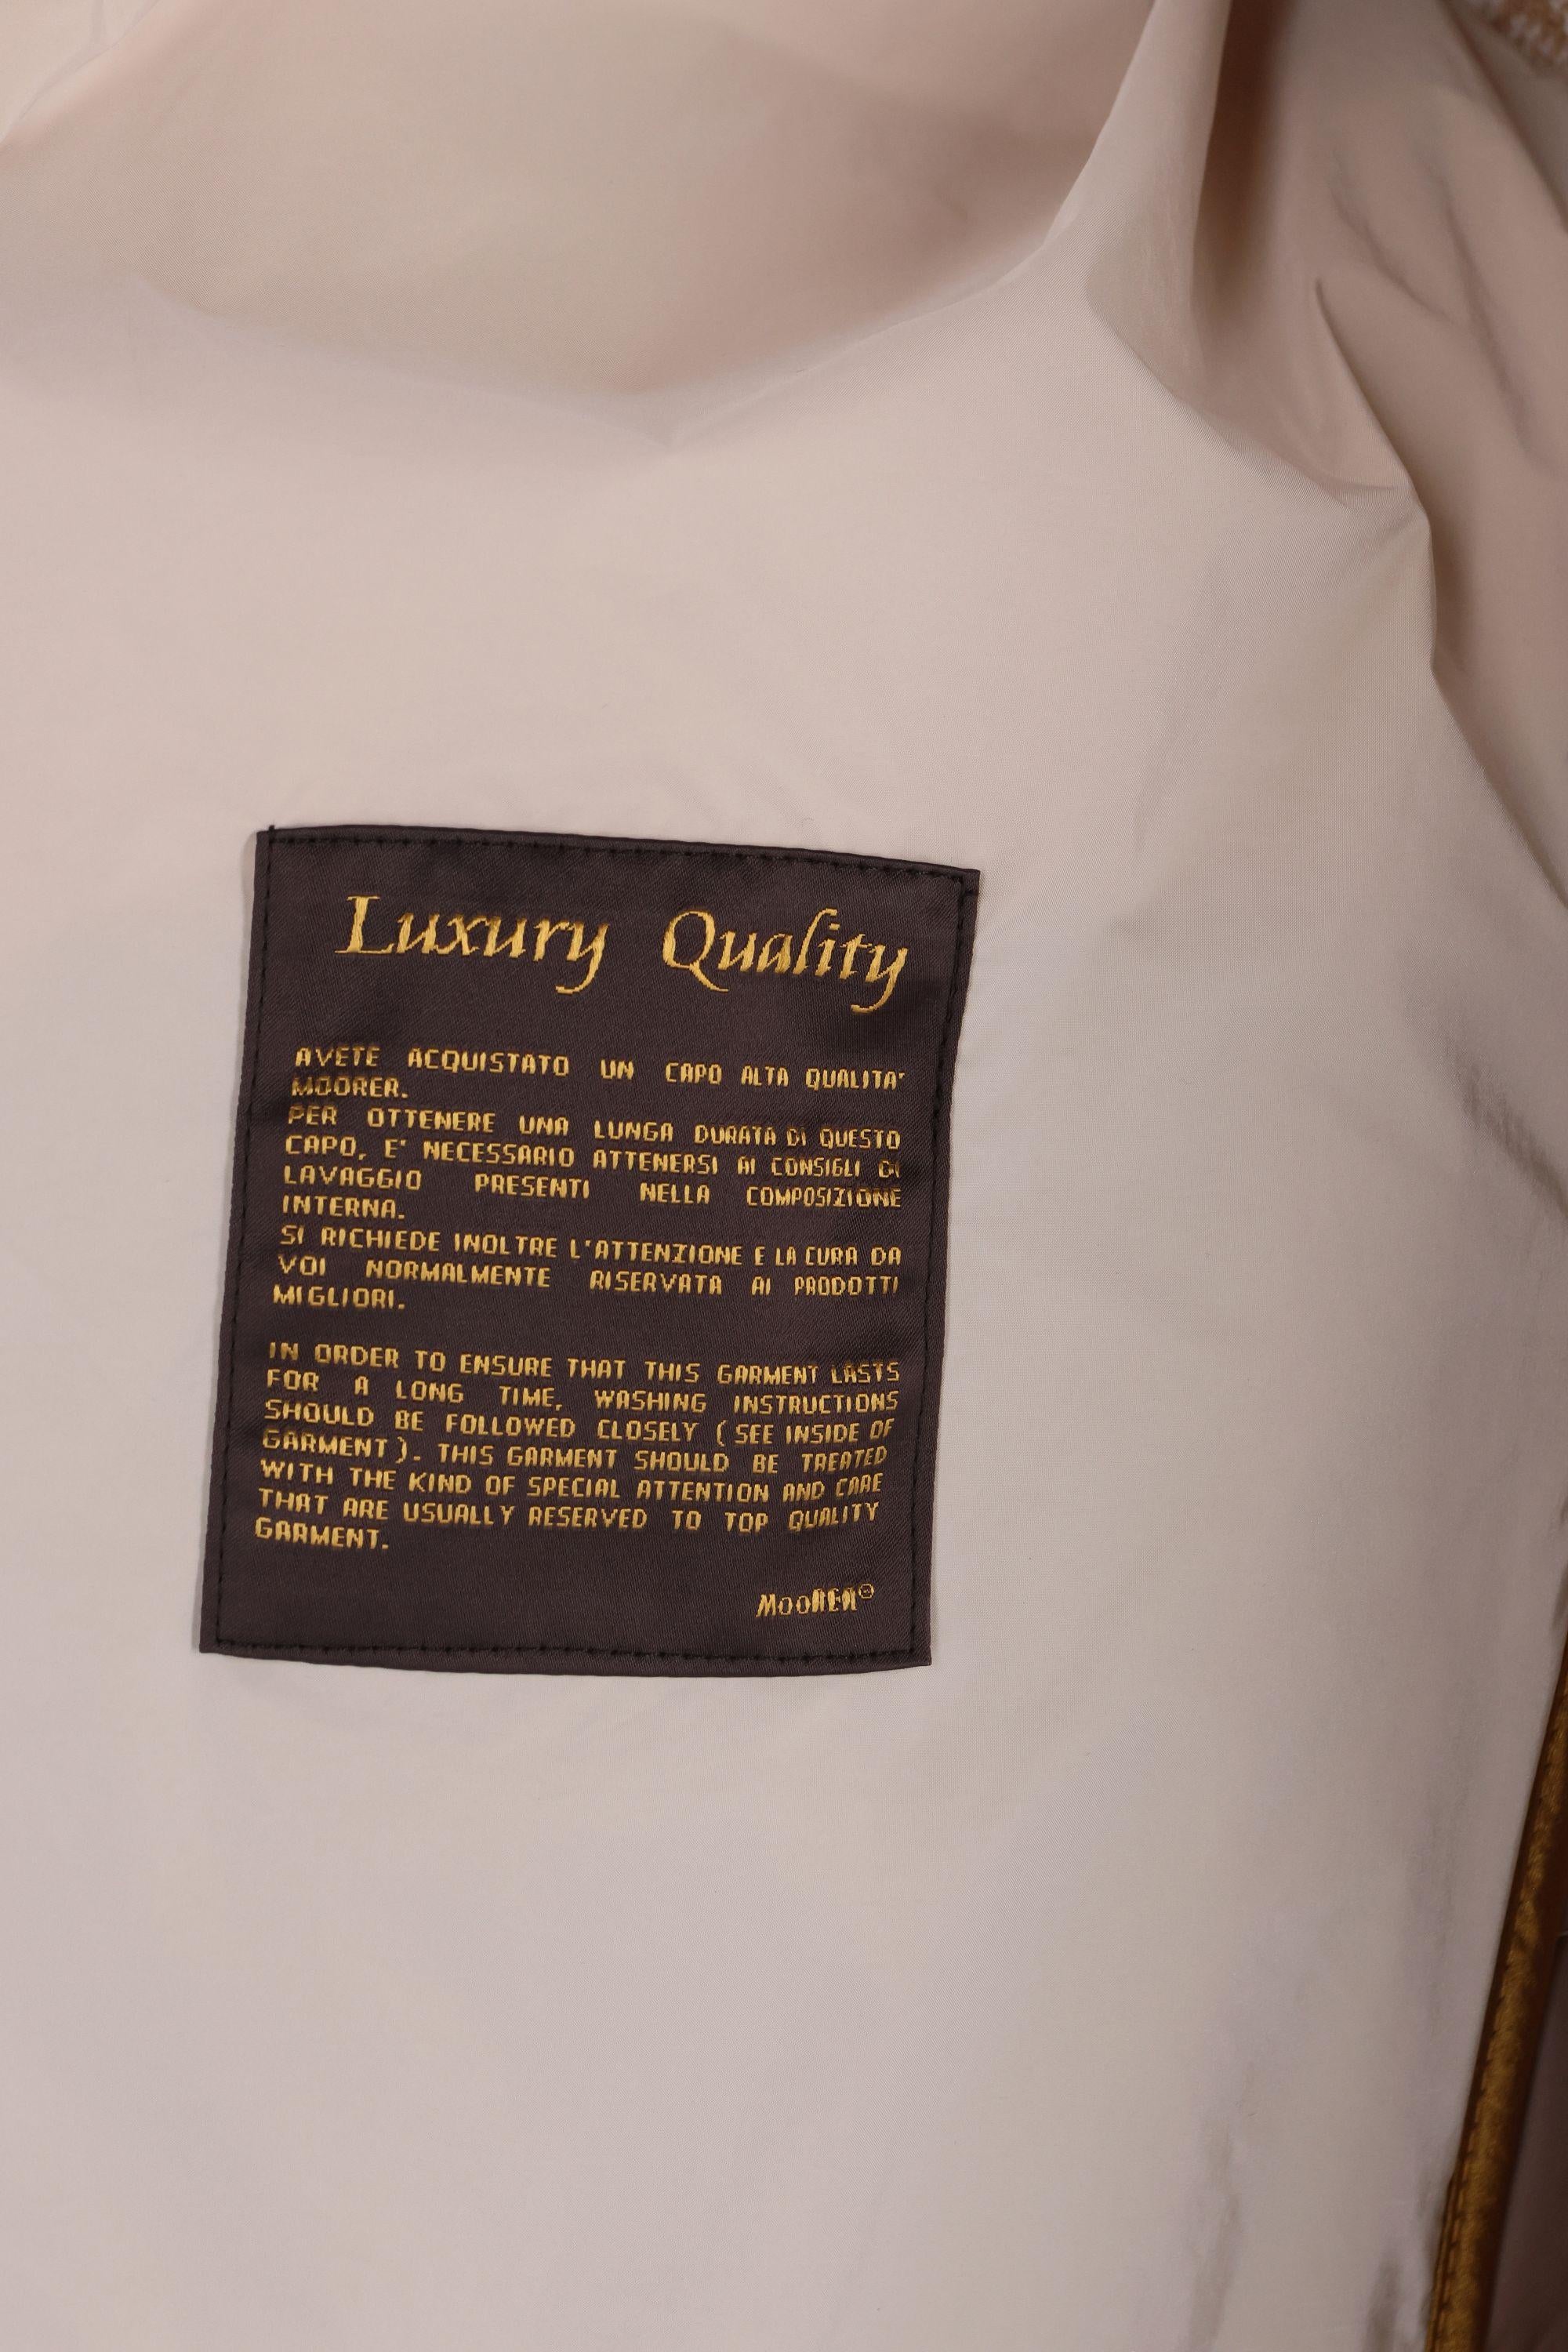 Luxury Quality
AVETE ACQUISTATO UN CAPO ALTA QUALITA'
MOORER.
PER OTTENERE UNA LUNGA DURATA DI QUESTO
CAPO, E' NECESSARIO ATTENERSI AI CONSIGLI DI
LAVAGGIO PRESENTI NELLA COMPOSIZIONE
INTERNA.
SI RICHIEDE INOLTRE L'ATTENZIONE E LA CURA DA
VOI NORMALMENTE RISERVATA AI PRODOTTI
MIGLIORI.
IN ORDER TO ENSURE THAT THIS GARMENT LASTS
FOR A LONG TIME, WASHING INSTRUCTIONS
SHOULD BE FOLLOWED CLOSELY ( SEE INSIDE OF
GARMENT ). THIS GARMENT SHOULD BE TREATED
WITH THE KIND OF SPECIAL ATTENTION AND CARE
THAT ARE USUALLY RESERVED TO TOP QUALITY
GARMENT.
MooRER®